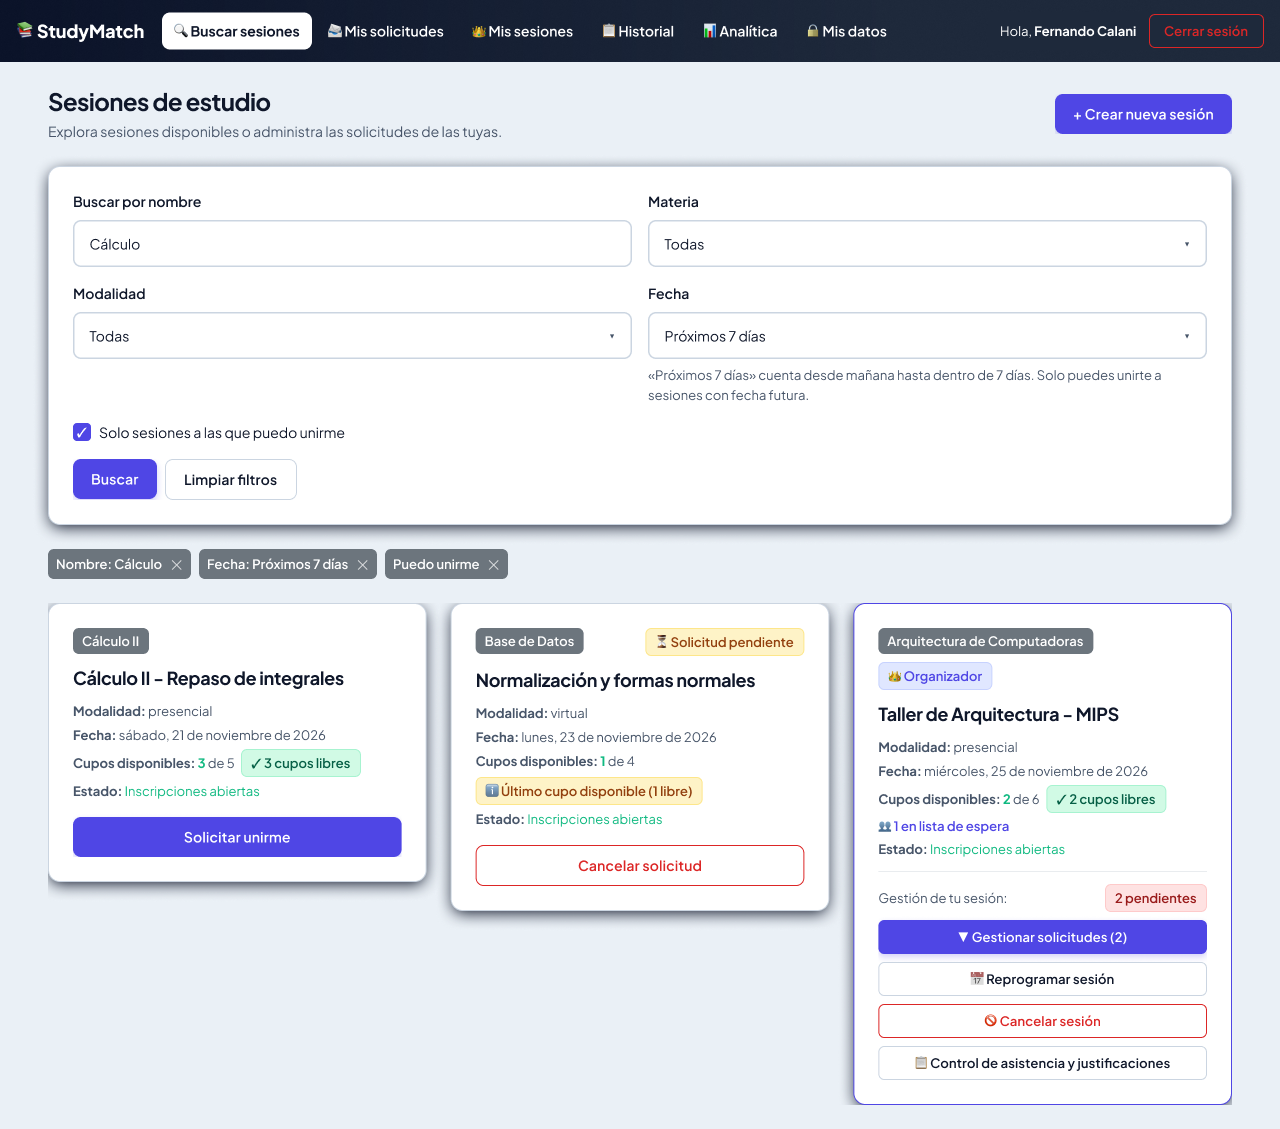 StudyMatch
Buscar sesiones
Mis solicitudes
Mis sesiones
Historial
Analítica
Mis datos
Hola, Fernando Calani
Cerrar sesión
Sesiones de estudio
Explora sesiones disponibles o administra las solicitudes de las tuyas.
+ Crear nueva sesión
Buscar por nombre
Cálculo
Materia
Todas
Modalidad
Todas
Fecha
Próximos 7 días
«Próximos 7 días» cuenta desde mañana hasta dentro de 7 días. Solo puedes unirte a
sesiones con fecha futura.
Solo sesiones a las que puedo unirme
Buscar
Limpiar filtros
Nombre: Cálculo
Fecha: Próximos 7 días
Puedo unirme
Cálculo II
Cálculo II – Repaso de integrales
Modalidad: presencial
Fecha: sábado, 21 de noviembre de 2026
Cupos disponibles: 3 de 5 ✓ 3 cupos libres
Estado: Inscripciones abiertas
Solicitar unirme
Base de Datos
Solicitud pendiente
Normalización y formas normales
Modalidad: virtual
Fecha: lunes, 23 de noviembre de 2026
Cupos disponibles: 1 de 4
Último cupo disponible (1 libre)
Estado: Inscripciones abiertas
Cancelar solicitud
Arquitectura de Computadoras
Organizador
Taller de Arquitectura – MIPS
Modalidad: presencial
Fecha: miércoles, 25 de noviembre de 2026
Cupos disponibles: 2 de 6 ✓ 2 cupos libres
1 en lista de espera
Estado: Inscripciones abiertas
Gestión de tu sesión:
2 pendientes
▼ Gestionar solicitudes (2)
Reprogramar sesión
Cancelar sesión
Control de asistencia y justificaciones